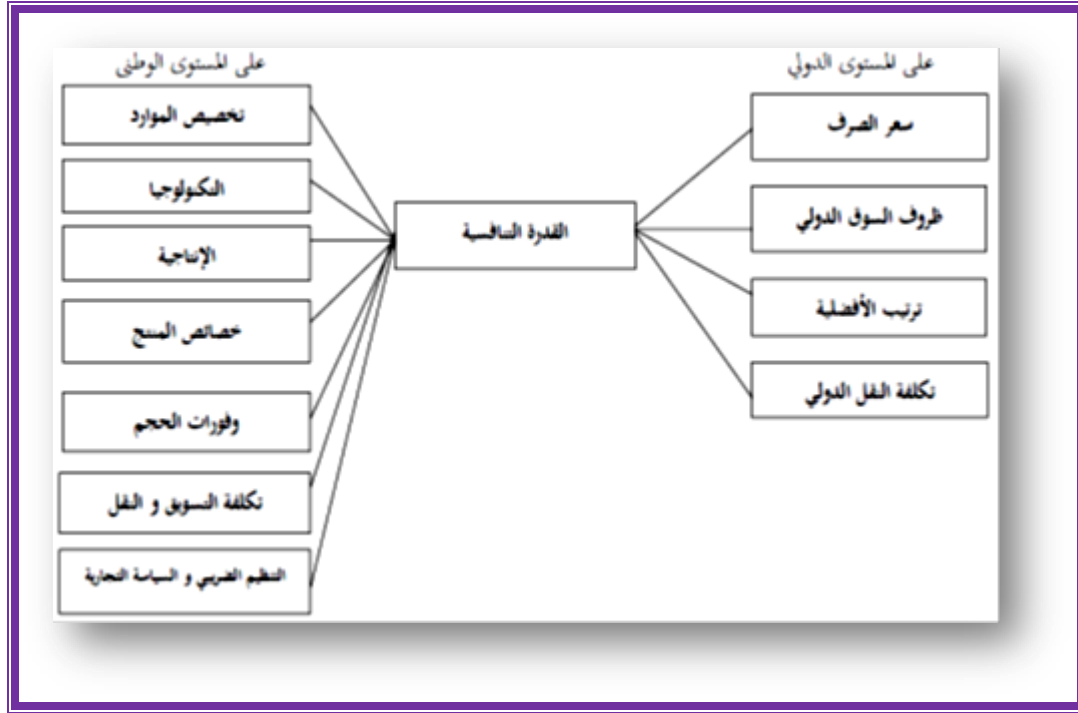 على المستوى الدولي
سعر الصرف
ظروف السوق الدولي
ترتيب الأفضلية
تكلفة النقل الدولي
القدرة التنافسية
على المستوى الوطنى
تخصيص الموارد
التكنولوجيا
الإنتاجية
خصائص المنتج
وفورات الحجم
تكلفة التسويق و النقل
التنظيم الضريبي و السياسة التجارية